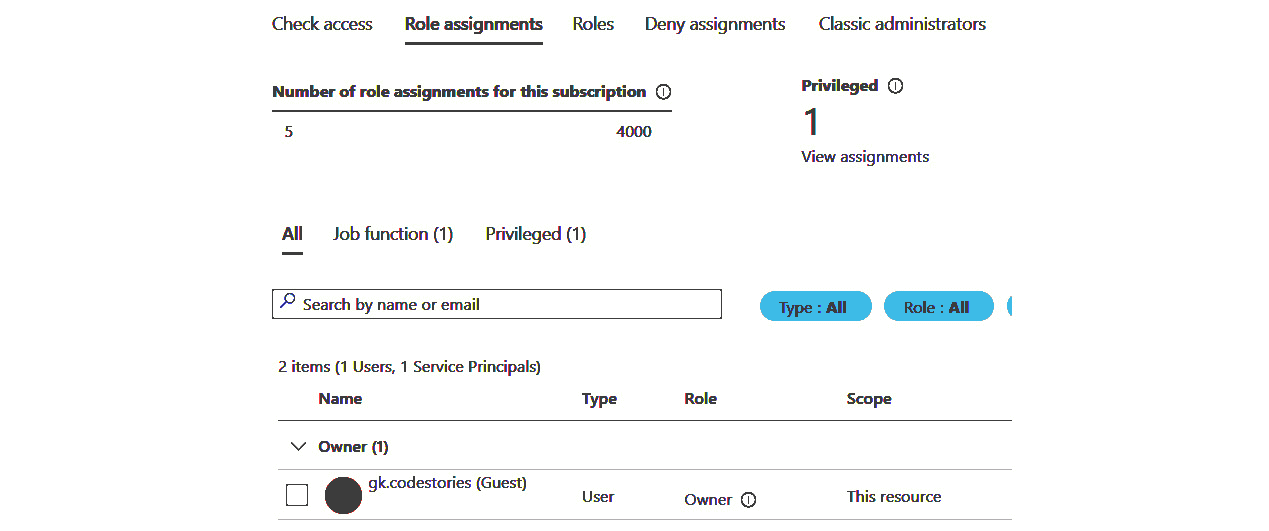 Check access Role assignments Roles Deny assignments Classic administrators
Number of role assignments for this subscription Privileged
1
5 4000
View assignments
All Job function (1) Privileged (1)
Search by name or email Type : All Role : All
2 items (1 Users, 1 Service Principals)
Name Type Role Scope
Owner (1)
gk.codestories (Guest)
User Owner This resource